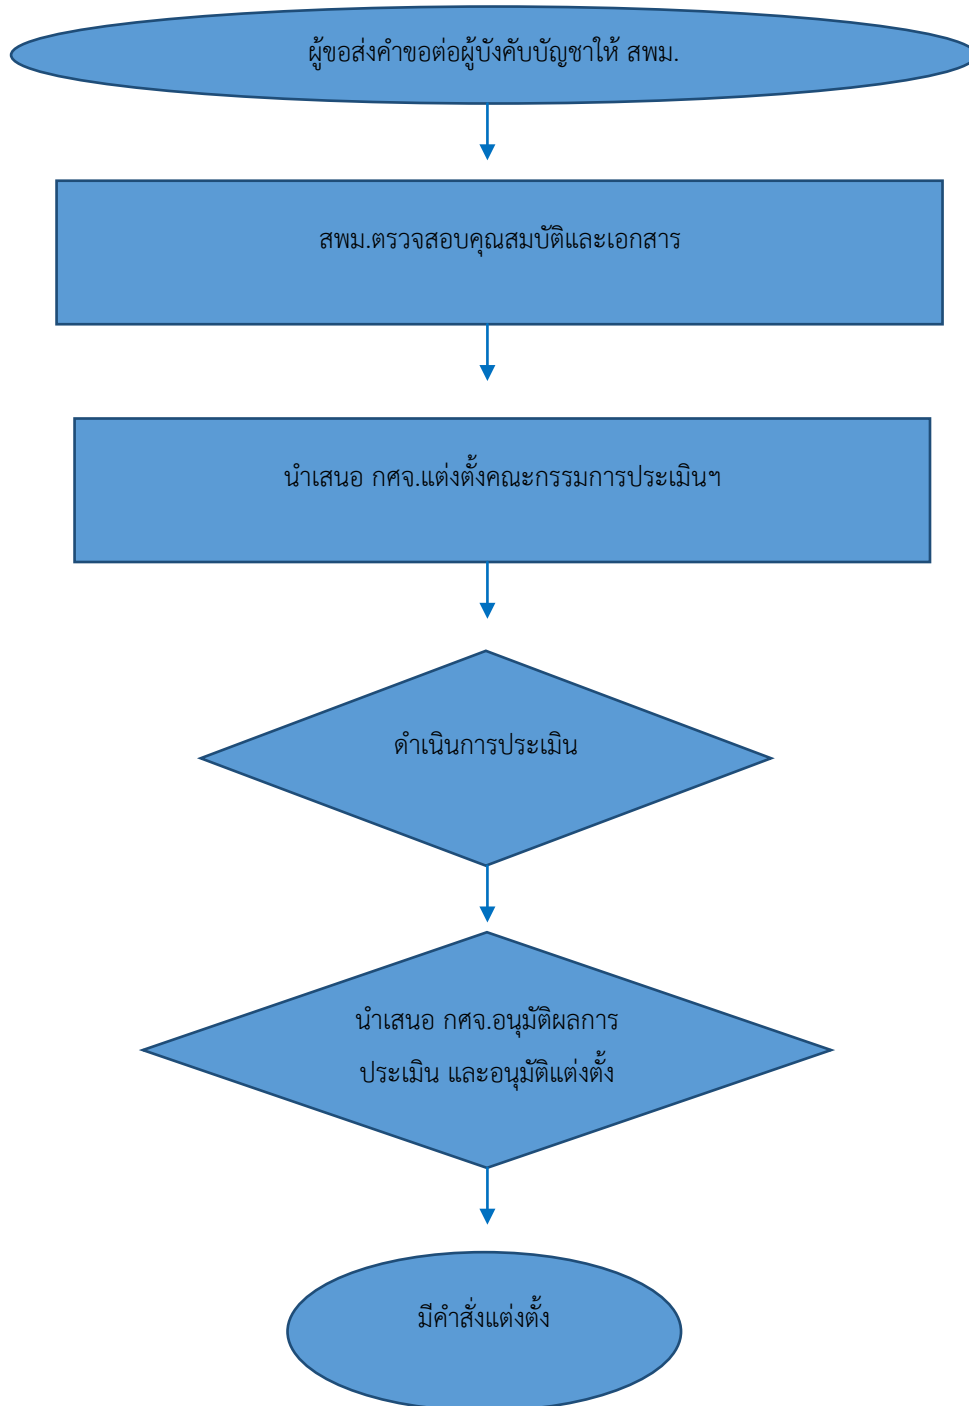 ผู้ขอส่งคำขอต่อผู้บังคับบัญชาให้ สพม.
สพม.ตรวจสอบคุณสมบัติและเอกสาร
นำเสนอ กศจ.แต่งตั้งคณะกรรมการประเมินฯ
ดำเนินการประเมิน
นำเสนอ กศจ.อนุมัติผลการ
ประเมิน และอนุมัติแต่งตั้ง
มีคำสั่งแต่งตั้ง